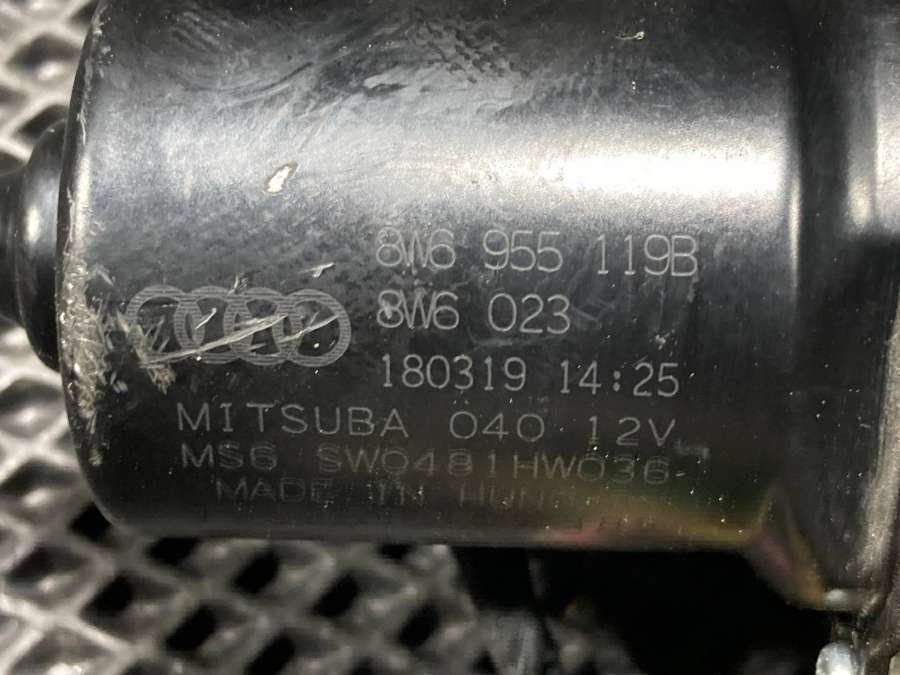 8W6 955 119B
8W6 023
180319 14:25
MITSUBA 040 12V
MS6 SW0481HW036
MADE IN